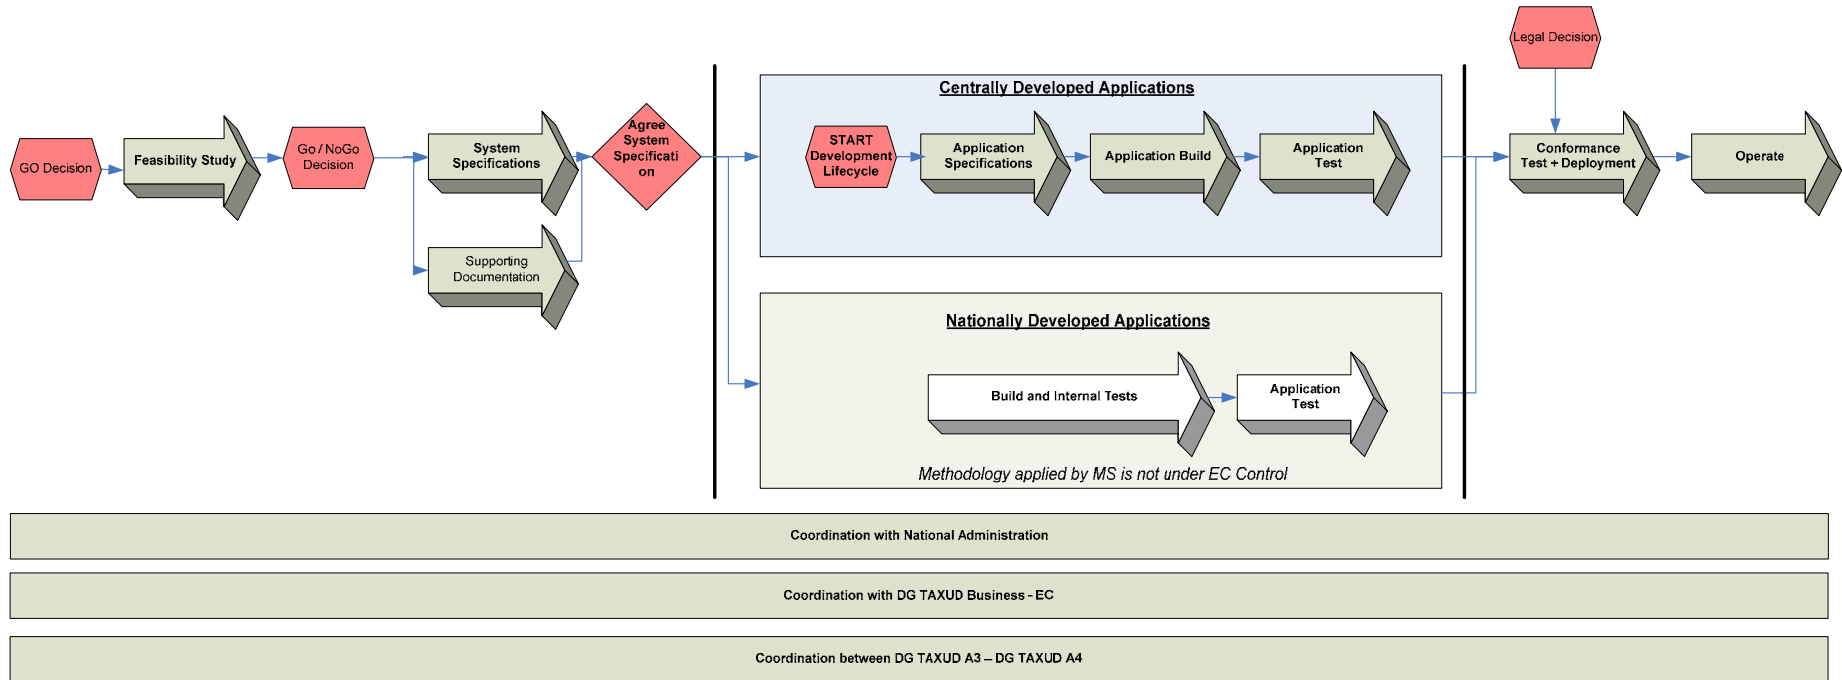 Legal Decision
Centrally Developed Applications
GO Decision
Feasibility Study
Go / NoGo
Decision
System
Specifications
Agree
System
Specificati
on
START
Development
Lifecycle
Application
Specifications
Application Build
Application
Test
Conformance
Test + Deployment
Operate
Supporting
Documentation
Nationally Developed Applications
Build and Internal Tests
Application
Test
Methodology applied by MS is not under EC Control
Coordination with National Administration
Coordination with DG TAXUD Business - EC
Coordination between DG TAXUD A3 – DG TAXUD A4